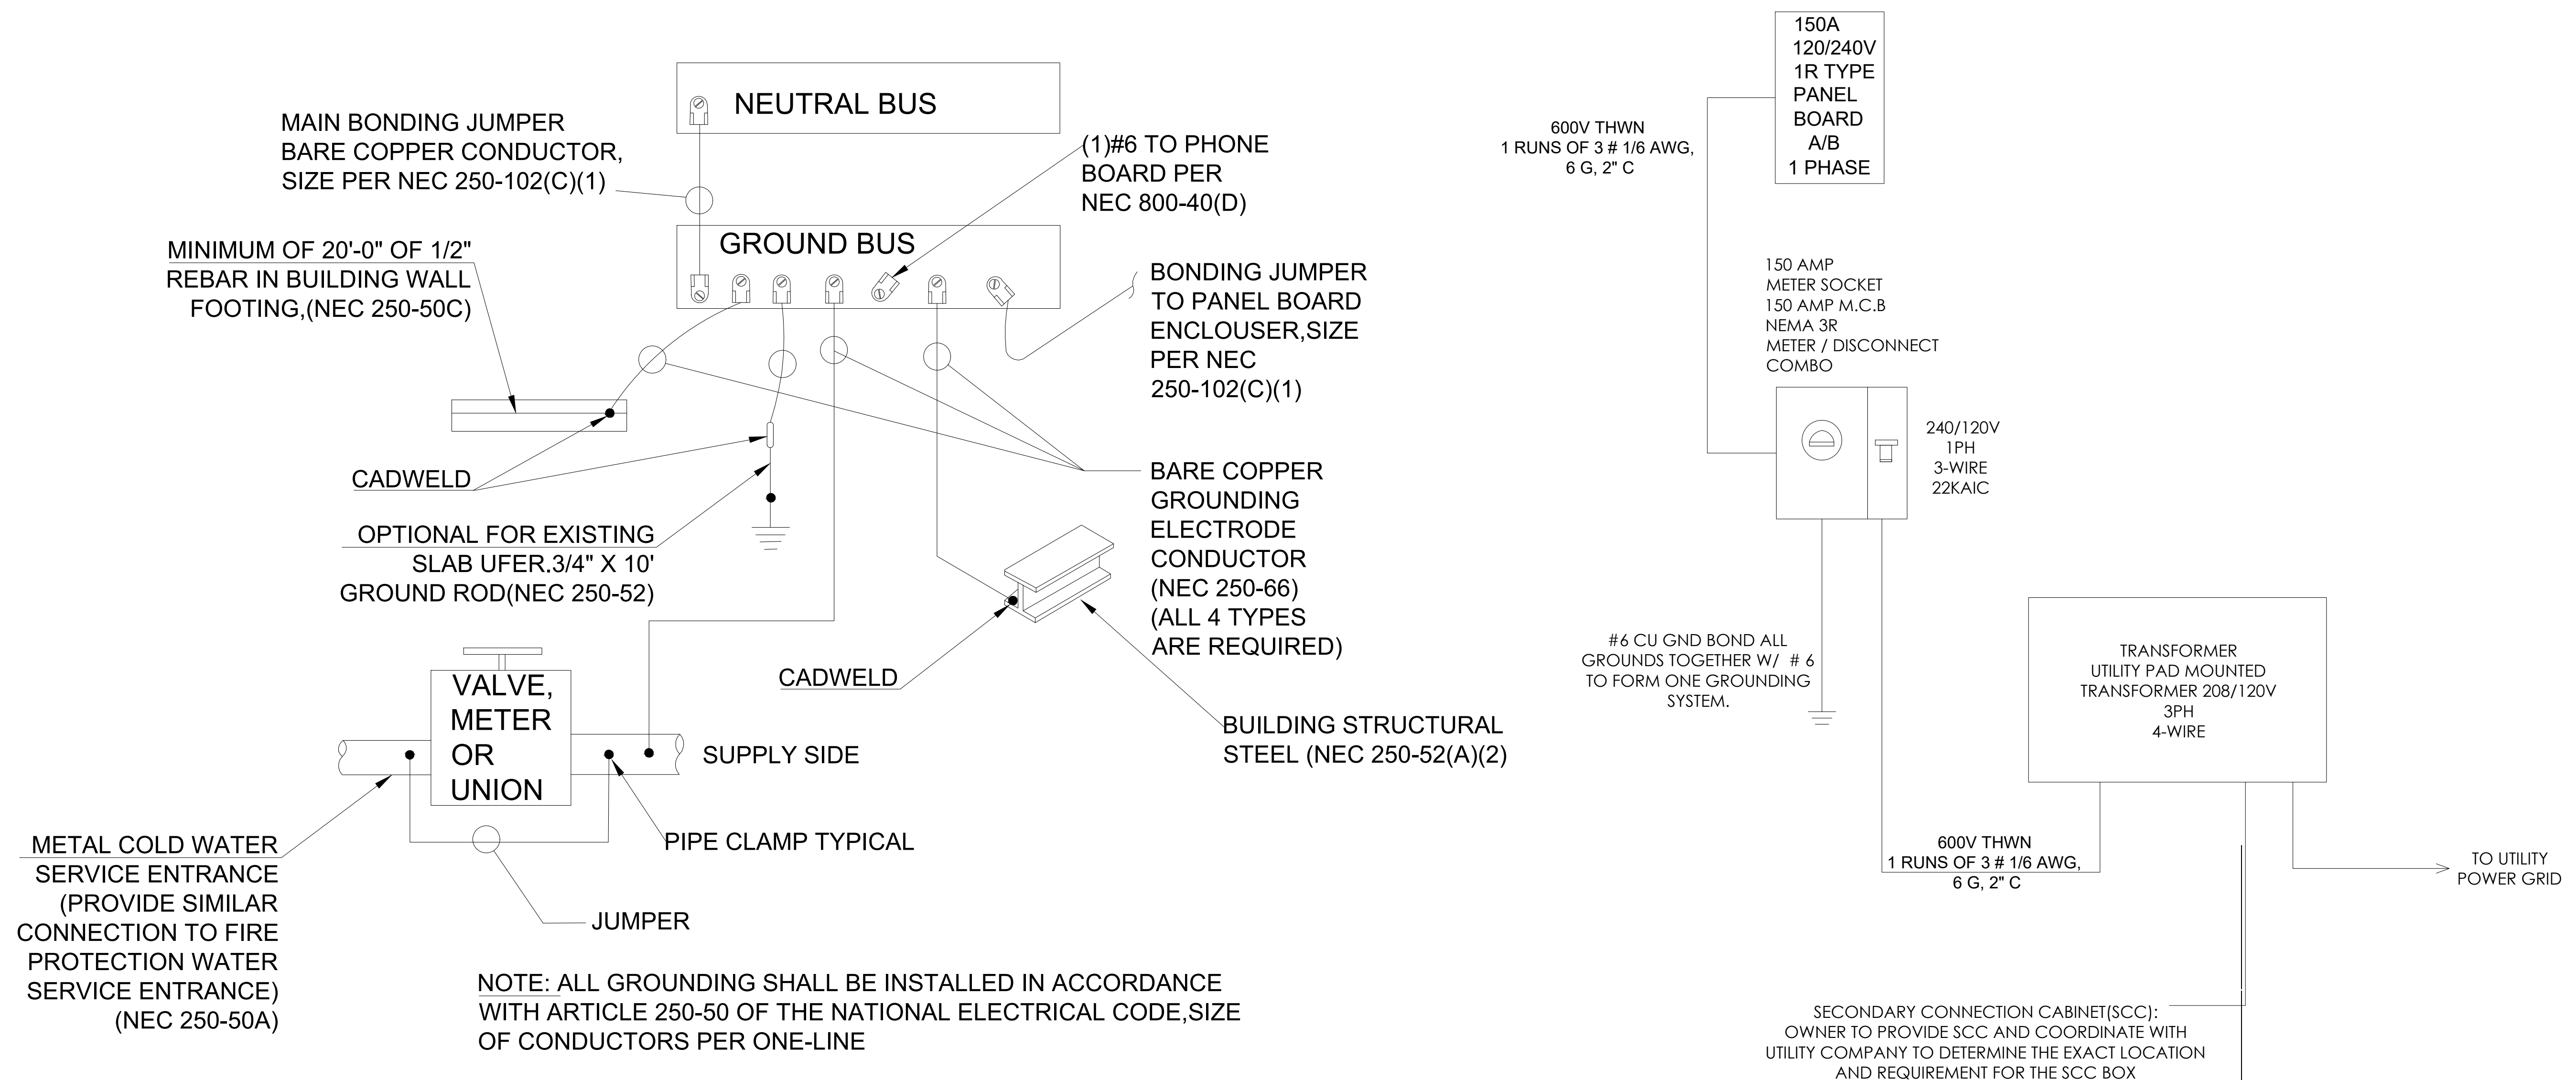 NEUTRAL BUS
MAIN BONDING JUMPER
BARE COPPER CONDUCTOR,
SIZE PER NEC 250-102(C)(1)
(1)#6 TO PHONE
BOARD PER
NEC 800-40(D)
GROUND BUS
MINIMUM OF 20'-0" OF 1/2"
REBAR IN BUILDING WALL
FOOTING,(NEC 250-50C)
BONDING JUMPER
TO PANEL BOARD
ENCLOUSER,SIZE
PER NEC
250-102(C)(1)
CADWELD
BARE COPPER
GROUNDING
ELECTRODE
CONDUCTOR
(NEC 250-66)
(ALL 4 TYPES
ARE REQUIRED)
OPTIONAL FOR EXISTING
SLAB UFER.3/4" X 10'
GROUND ROD(NEC 250-52)
CADWELD
BUILDING STRUCTURAL
STEEL (NEC 250-52(A)(2)
VALVE,
METER
OR
UNION
SUPPLY SIDE
PIPE CLAMP TYPICAL
METAL COLD WATER
SERVICE ENTRANCE
(PROVIDE SIMILAR
CONNECTION TO FIRE
PROTECTION WATER
SERVICE ENTRANCE)
(NEC 250-50A)
JUMPER
NOTE: ALL GROUNDING SHALL BE INSTALLED IN ACCORDANCE
WITH ARTICLE 250-50 OF THE NATIONAL ELECTRICAL CODE,SIZE
OF CONDUCTORS PER ONE-LINE
150A
120/240V
1R TYPE
PANEL
BOARD
A/B
1 PHASE
600V THWN
1 RUNS OF 3 # 1/6 AWG,
6 G, 2" C
150 AMP
METER SOCKET
150 AMP M.C.B
NEMA 3R
METER / DISCONNECT
COMBO
240/120V
1PH
3-WIRE
22KAIC
#6 CU GND BOND ALL
GROUNDS TOGETHER W/ # 6
TO FORM ONE GROUNDING
SYSTEM.
TRANSFORMER
UTILITY PAD MOUNTED
TRANSFORMER 208/120V
3PH
4-WIRE
600V THWN
1 RUNS OF 3 # 1/6 AWG,
6 G, 2" C
TO UTILITY
POWER GRID
SECONDARY CONNECTION CABINET(SCC):
OWNER TO PROVIDE SCC AND COORDINATE WITH
UTILITY COMPANY TO DETERMINE THE EXACT LOCATION
AND REQUIREMENT FOR THE SCC BOX